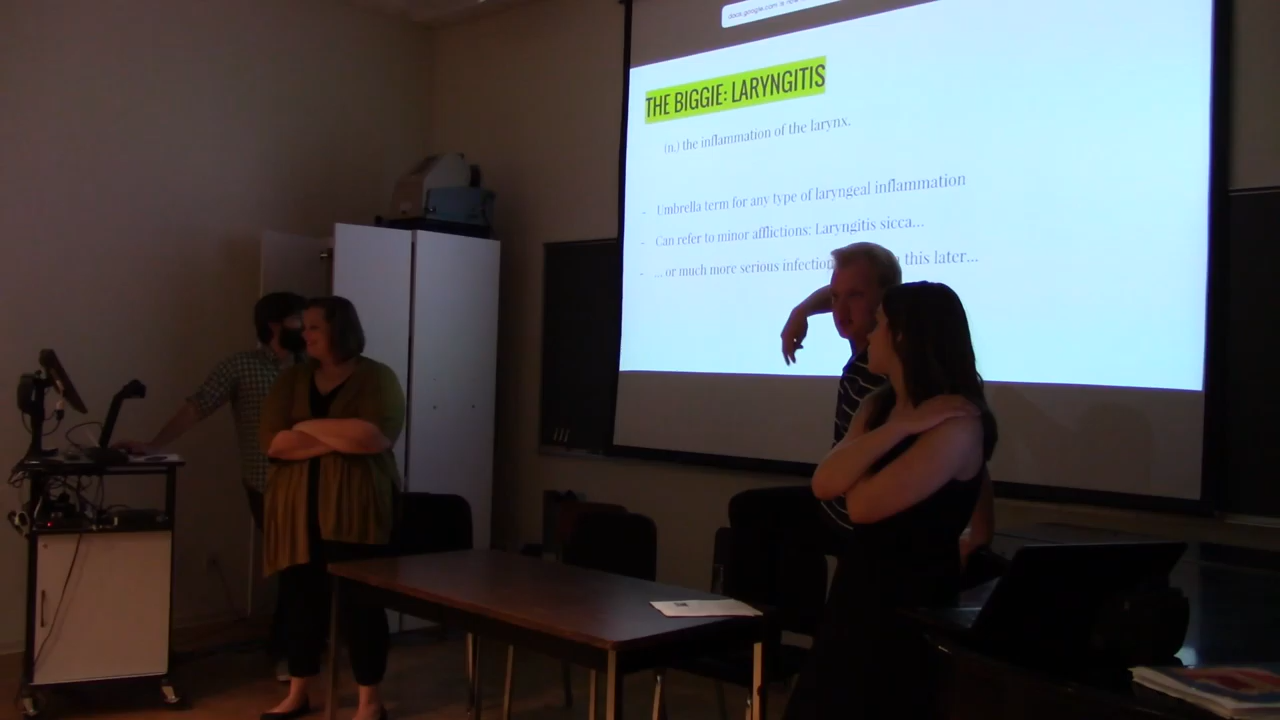 docs.google.com is now
THE BIGGIE: LARYNGITIS
(n.) the inflammation of the larynx.
- Umbrella term for any type of laryngeal inflammation
- Can refer to minor afflictions: Laryngitis sicca...
- ... or much more serious infection this later...